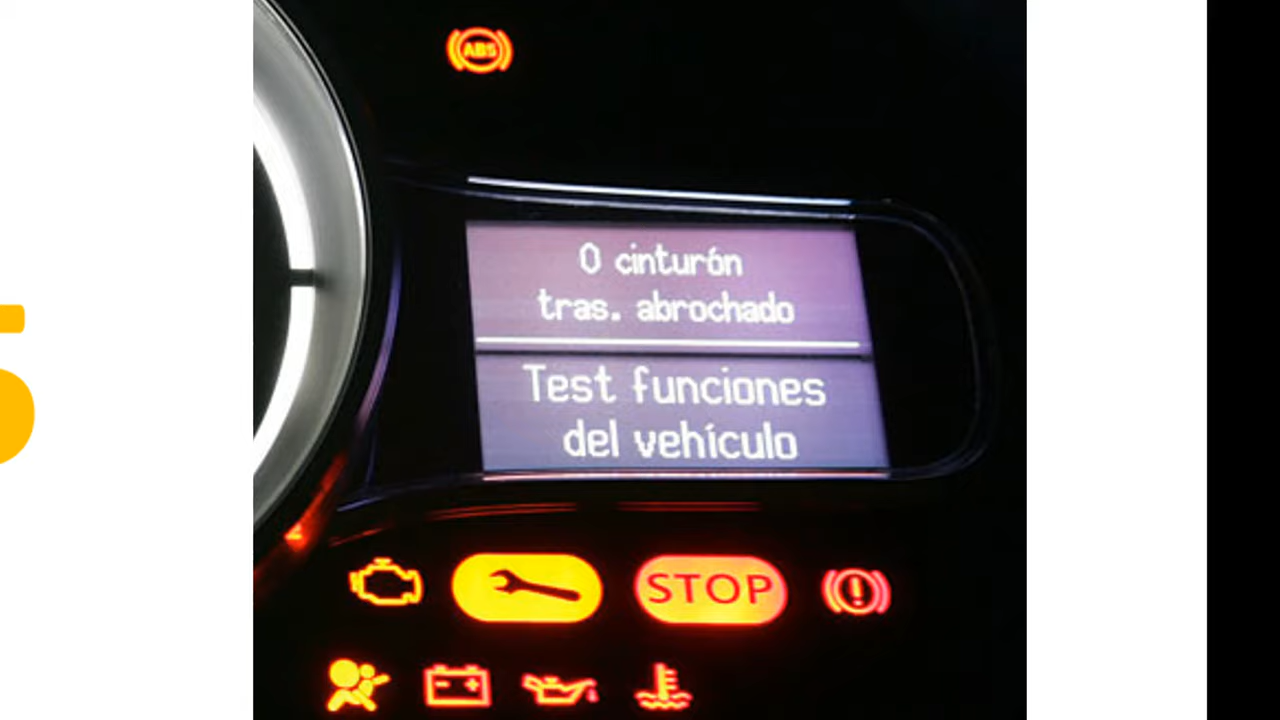 ABS
0 cinturón
tras. abrochado
Test funciones
del vehículo
STOP